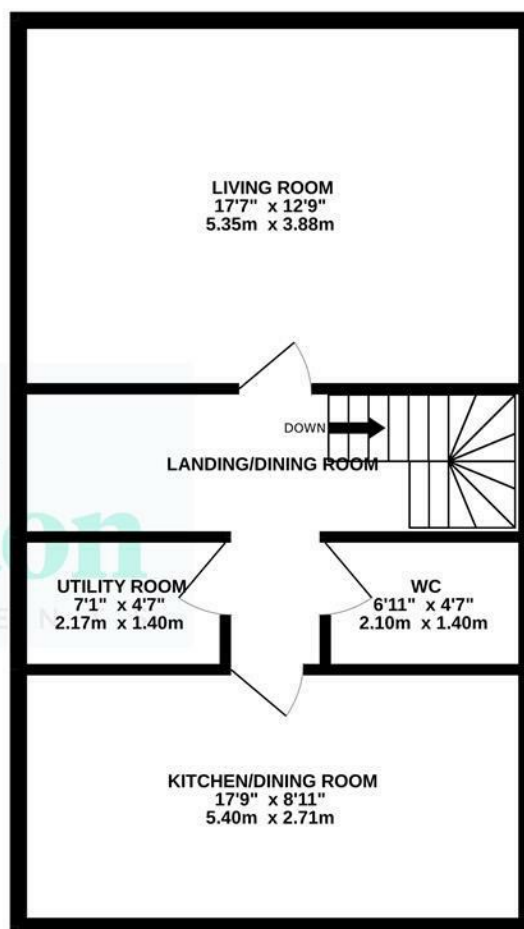 LIVING ROOM
17'7" x 12'9"
5.35m x 3.88m
DOWN
LANDING/DINING ROOM
UTILITY ROOM
7'1" x 4'7"
2.17m x 1.40m
WC
6'11" x 4'7"
2.10m x 1.40m
KITCHEN/DINING ROOM
17'9" x 8'11"
5.40m x 2.71m